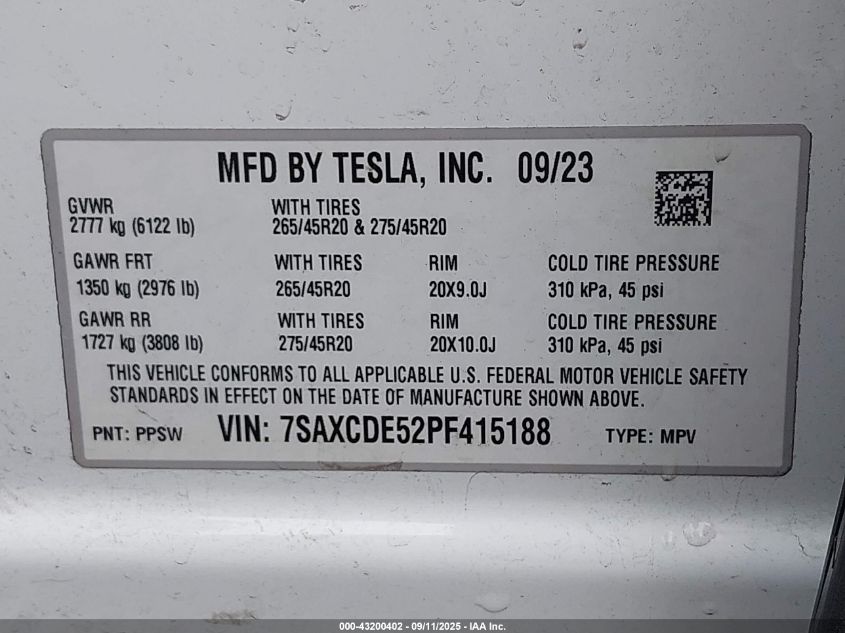 MFD BY TESLA, INC. 09/23
GVWR WITH TIRES
2777 kg (6122 lb) 265/45R20 & 275/45R20
GAWR FRT WITH TIRES RIM COLD TIRE PRESSURE
1350 kg (2976 lb) 265/45R20 20X9.0J 310 kPa, 45 psi
GAWR RR WITH TIRES RIM COLD TIRE PRESSURE
1727 kg (3808 lb) 275/45R20 20X10.0J 310 kPa, 45 psi
THIS VEHICLE CONFORMS TO ALL APPLICABLE U.S. FEDERAL MOTOR VEHICLE SAFETY
STANDARDS IN EFFECT ON THE DATE OF MANUFACTURE SHOWN ABOVE.
PNT: PPSW VIN: 7SAXCDE52PF415188 TYPE: MPV
000-43200402 - 09/11/2025 - IAA Inc.